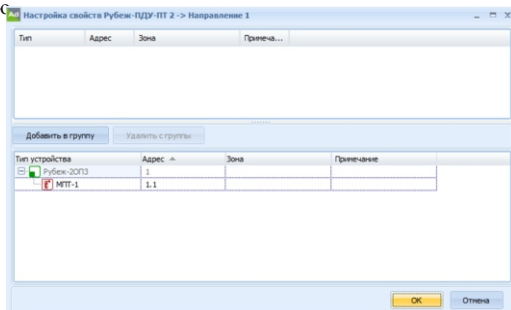 С
Настройка свойств Рубеж-ПДУ-ПТ 2 -> Направление 1
Тип Адрес Зона Примеча...
Добавить в группу Удалить с группы
Тип устройства Адрес Зона Примечание
Рубеж-2ОП3 1
МПТ-1 1.1
ОК Отмена